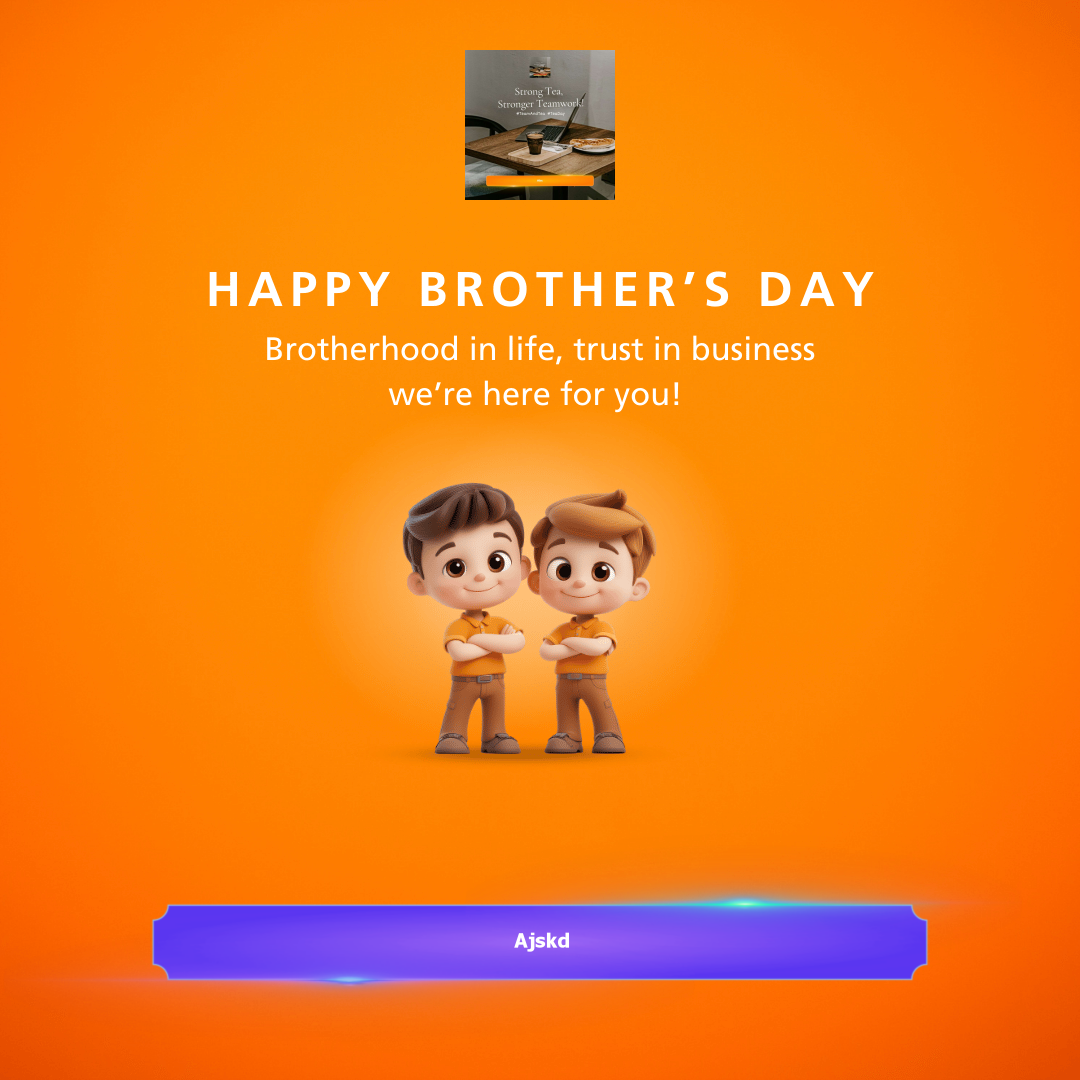 Strong Tea,
Stronger Teamwork!
#TeamAndTea #TeaDay
HAPPY BROTHER’S DAY
Brotherhood in life, trust in business
we’re here for you!
Ajskd